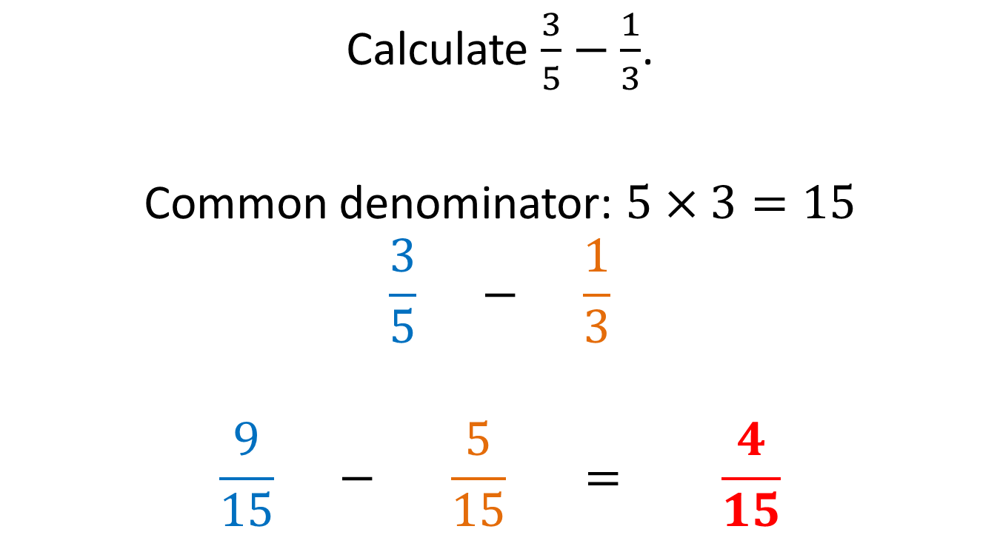 Calculate 3/5 − 1/3.
Common denominator: 5 × 3 = 15
3/5 − 1/3
9/15 − 5/15 = 4/15